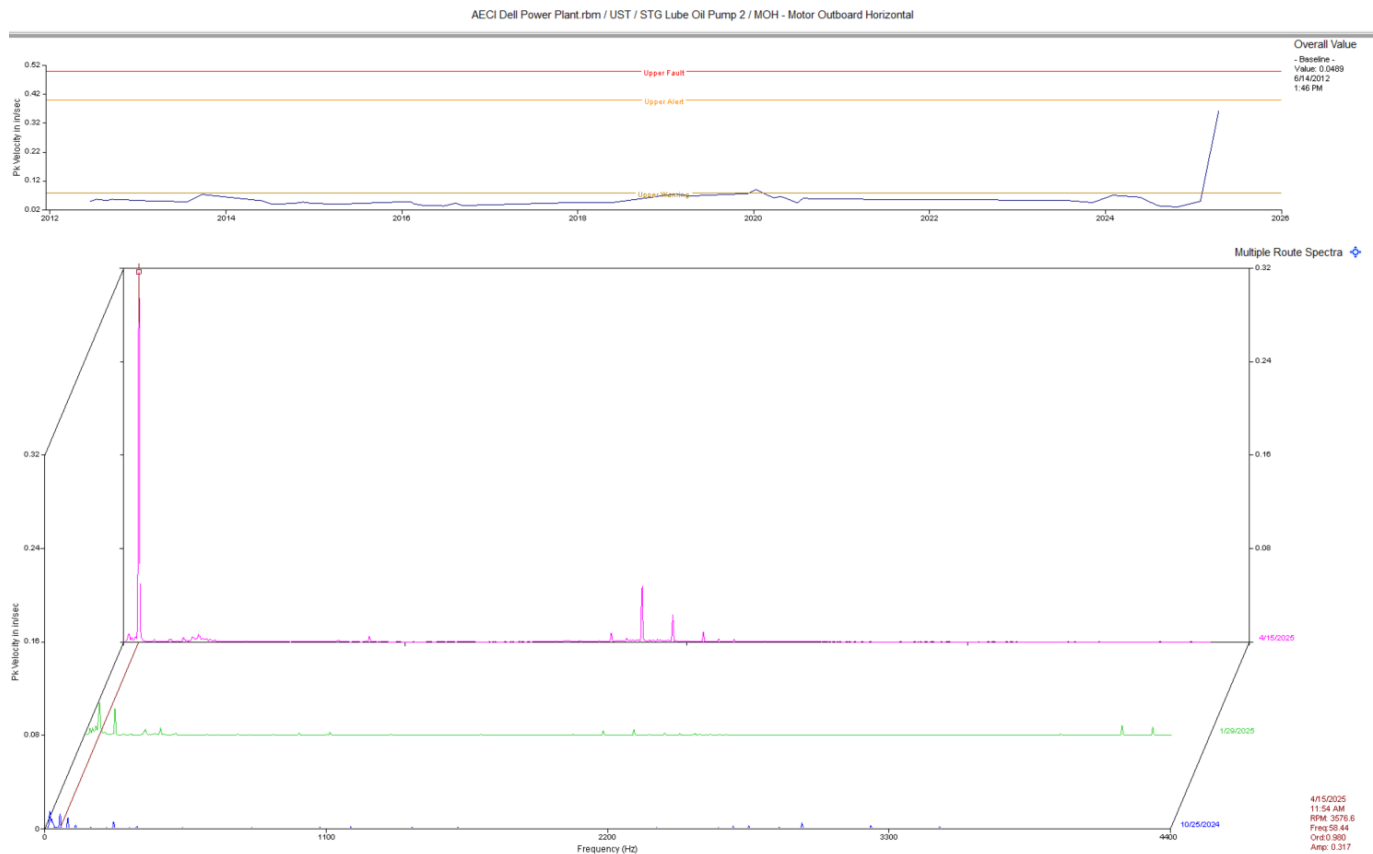 AECI Dell Power Plant.rbm / UST / STG Lube Oil Pump 2 / MOH - Motor Outboard Horizontal
Overall Value
- Baseline -
Value: 0.0489
6/14/2012
1:46 PM
Pk Velocity in in/sec
0.52
0.42
0.32
0.22
0.12
0.02
Upper Fault
Upper Alert
Upper Warning
2012
2014
2016
2018
2020
2022
2024
2026
Multiple Route Spectra
0.32
0.24
0.16
0.08
Pk Velocity in in/sec
0.32
0.24
0.16
0.08
0
4/15/2025
1/29/2025
10/25/2024
0
1100
2200
3300
4400
Frequency (Hz)
4/15/2025
11:54 AM
RPM: 3576.6
Freq:58.44
Ord:0.980
Amp: 0.317